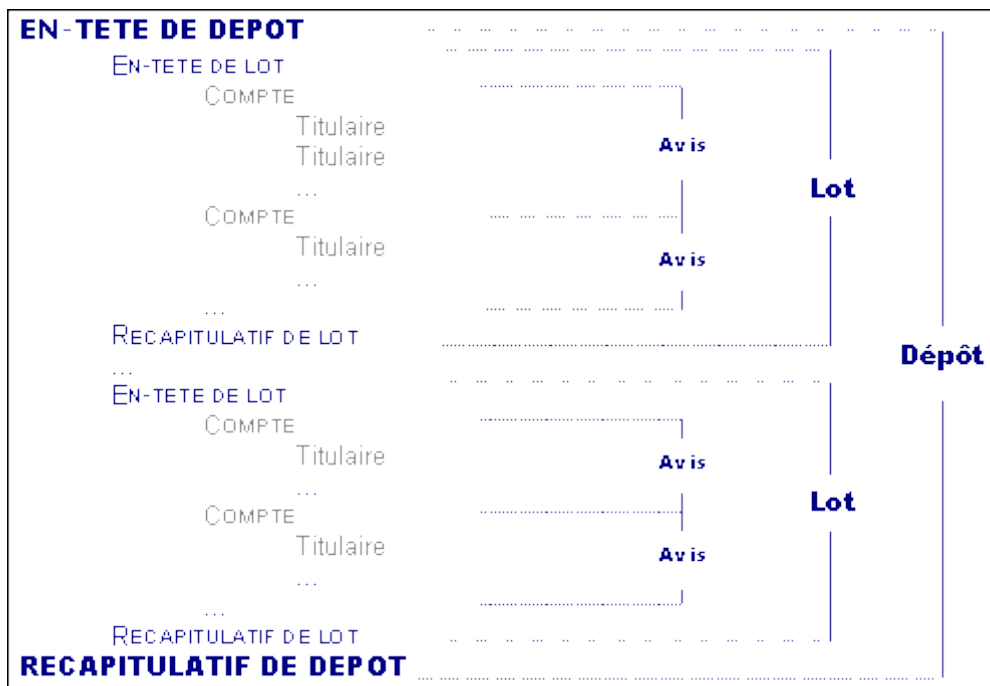 EN-TETE DE DEPOT
EN-TETE DE LOT
COMPTE
Titulaire
Titulaire
Avis
...
Lot
COMPTE
Titulaire
Avis
...
...
RECAPITULATIF DE LOT
Dépôt
...
EN-TETE DE LOT
COMPTE
Titulaire
Avis
...
Lot
COMPTE
Titulaire
Avis
...
...
RECAPITULATIF DE LOT
RECAPITULATIF DE DEPOT